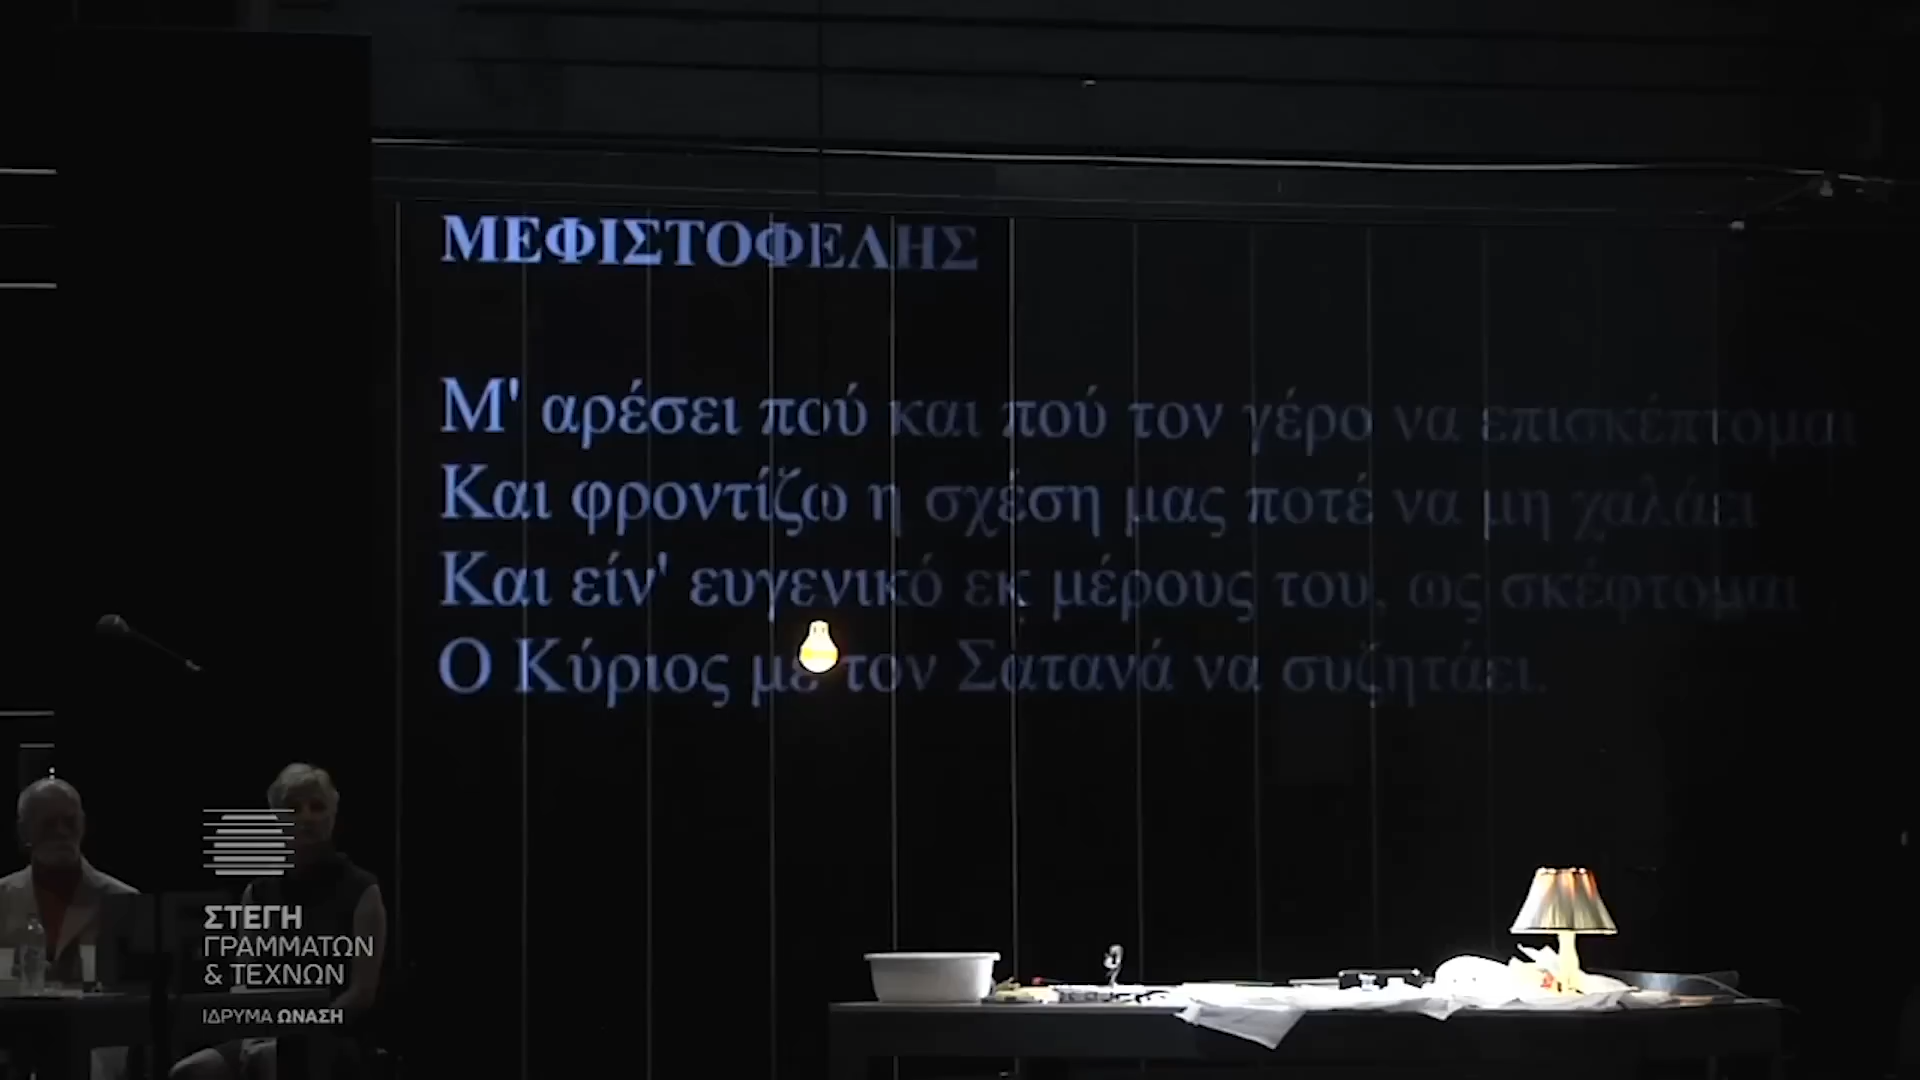 ΜΕΦΙΣΤΟΦΕΛΗΣ
Μ' αρέσει πού και πού τον γέρο να επισκέπτομαι
Και φροντίζω η σχέση μας ποτέ να μη χαλάει
Και είν' ευγενικό εκ μέρους του, ως σκέφτομαι
Ο Κύριος με τον Σατανά να συζητάει.
ΣΤΕΓΗ
ΓΡΑΜΜΑΤΩΝ
& ΤΕΧΝΩΝ
ΙΔΡΥΜΑ ΩΝΑΣΗ